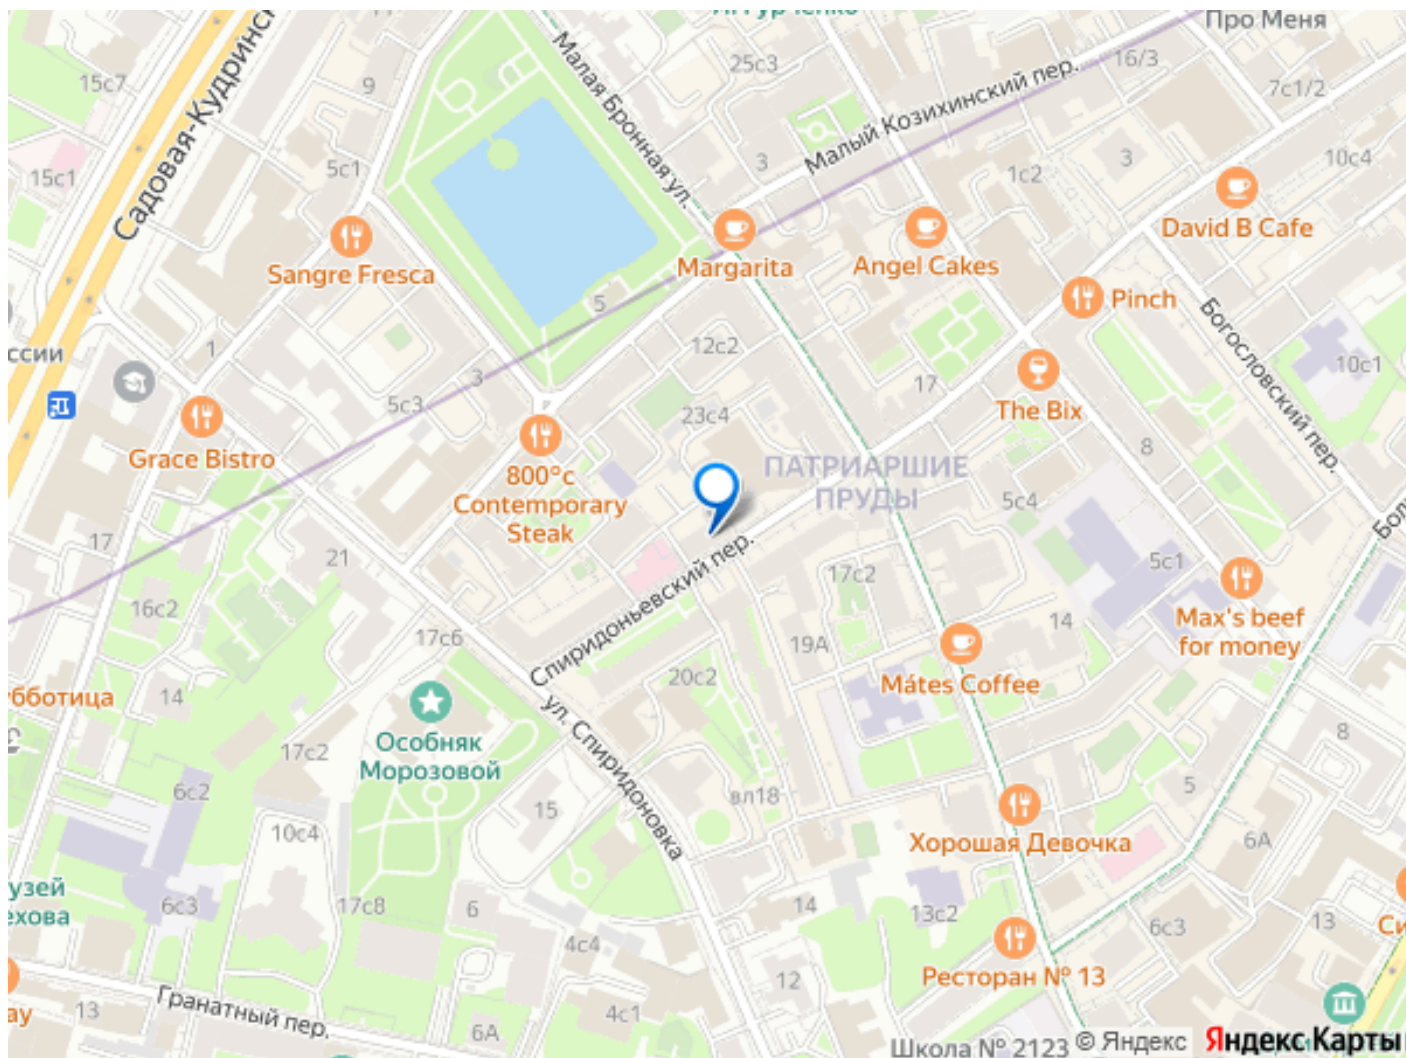 Про Меня
16/3
11
25с3
15с7
9
7с1/2
Малая Бронная ул.
Малый Козихинский пер.
Садовая-Кудринск
3
3
10с4
15с1
5с1
1с2
David B Cafe
Sangre Fresca
Margarita
Angel Cakes
Pinch
5
Богословский пер.
ссии
1
12с2
10с1
3
17
The Bix
5с3
23с4
Grace Bistro
8
800°c
Contemporary
Steak
ПАТРИАРШИЕ
ПРУДЫ
5с4
Бол
17
21
Спиридоньевский пер.
17с2
5с1
16с2
Max's beef
for money
17с6
19А
14
20с2
Mátes Coffee
убботица
14
ул. Спиридоновка
Особняк
Морозовой
17с2
8
6с2
вл18
5
15
10с4
Хорошая Девочка
6А
узей
ехова
6с3
17с8
6
14
13с2
6с3
13
Си
4с4
Ресторан № 13
12
ау
13
Гранатный пер.
6А
4с1
Школа № 2123
© Яндекс
Яндекс Карты